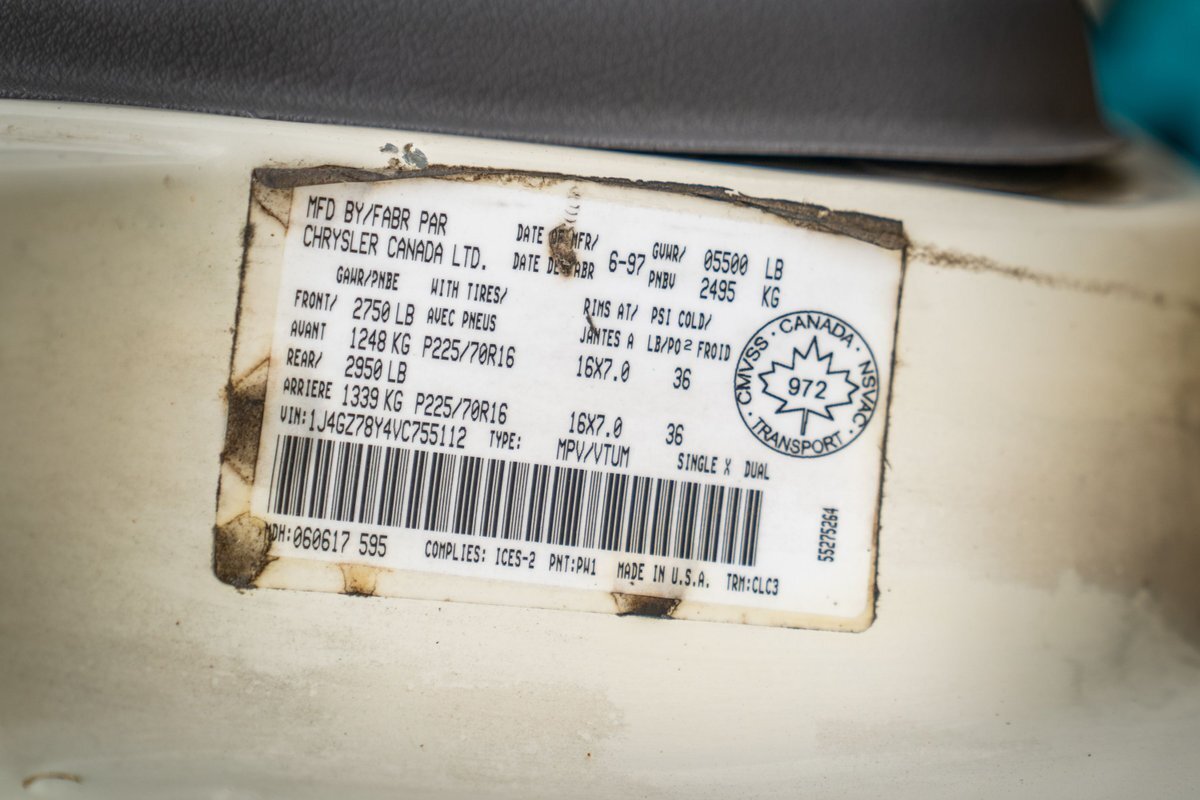 MFD BY/FABR PAR
CHRYSLER CANADA LTD.
DATE OF MFR/
DATE DE FABR
6-97
GVWR/ 05500 LB
PNBV 2495 KG
GAWR/PNBE WITH TIRES/ RIMS AT/ PSI COLD/
AVEC PNEUS JANTES A LB/PO² FROID
FRONT/ 2750 LB
AVANT 1248 KG P225/70R16 16X7.0 36
REAR/ 2950 LB
ARRIERE 1339 KG P225/70R16 16X7.0 36
VIN:1J4GZ78Y4VC755112 TYPE: MPV/VTUM SINGLE X DUAL
CANADA · NSVAC · TRANSPORT · CMVSS ·
972
55275264
MDH:060617 595 COMPLIES: ICES-2 PNT:PW1 MADE IN U.S.A. TRM:CLC3